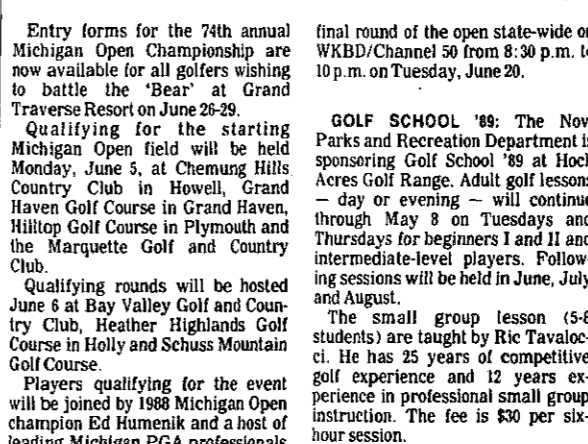 Entry forms for the 74th annual
Michigan Open Championship are
now available for all golfers wishing
to battle the 'Bear' at Grand
Traverse Resort on June 26-29.
Qualifying for the starting
Michigan Open field will be held
Monday, June 5, at Chemung Hills
Country Club in Howell, Grand
Haven Golf Course in Grand Haven,
Hilltop Golf Course in Plymouth and
the Marquette Golf and Country
Club.
Qualifying rounds will be hosted
June 6 at Bay Valley Golf and Coun-
try Club, Heather Highlands Golf
Course in Holly and Schuss Mountain
Golf Course.
Players qualifying for the event
will be joined by 1988 Michigan Open
champion Ed Humenik and a host of
leading Michigan PGA professionals
final round of the open state-wide on
WKBD/Channel 50 from 8:30 p.m. to
10 p.m. on Tuesday, June 20.
GOLF SCHOOL '89: The Nov
Parks and Recreation Department is
sponsoring Golf School '89 at Hoc
Acres Golf Range. Adult golf lessons
— day or evening — will continue
through May 8 on Tuesdays and
Thursdays for beginners I and II and
intermediate-level players. Follow-
ing sessions will be held in June, July
and August.
The small group lesson (5-8
students) are taught by Ric Tavaloc-
ci. He has 25 years of competitive
golf experience and 12 years ex-
perience in professional small group
instruction. The fee is $30 per six-
hour session.